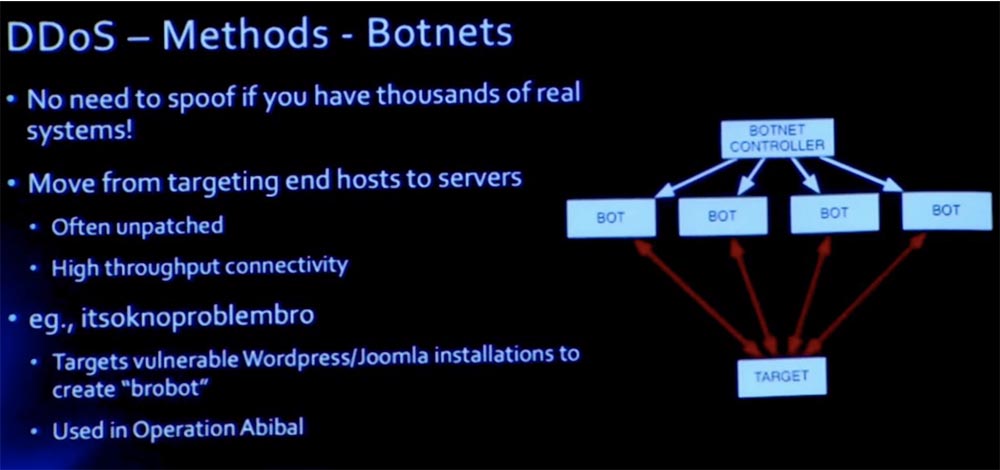 DDoS – Methods - Botnets
• No need to spoof if you have thousands of real
systems!
• Move from targeting end hosts to servers
• Often unpatched
• High throughput connectivity
• eg., itsoknoproblembro
• Targets vulnerable Wordpress/Joomla installations to
create "brobot"
• Used in Operation Abibal
BOTNET
CONTROLLER
BOT
BOT
BOT
BOT
TARGET